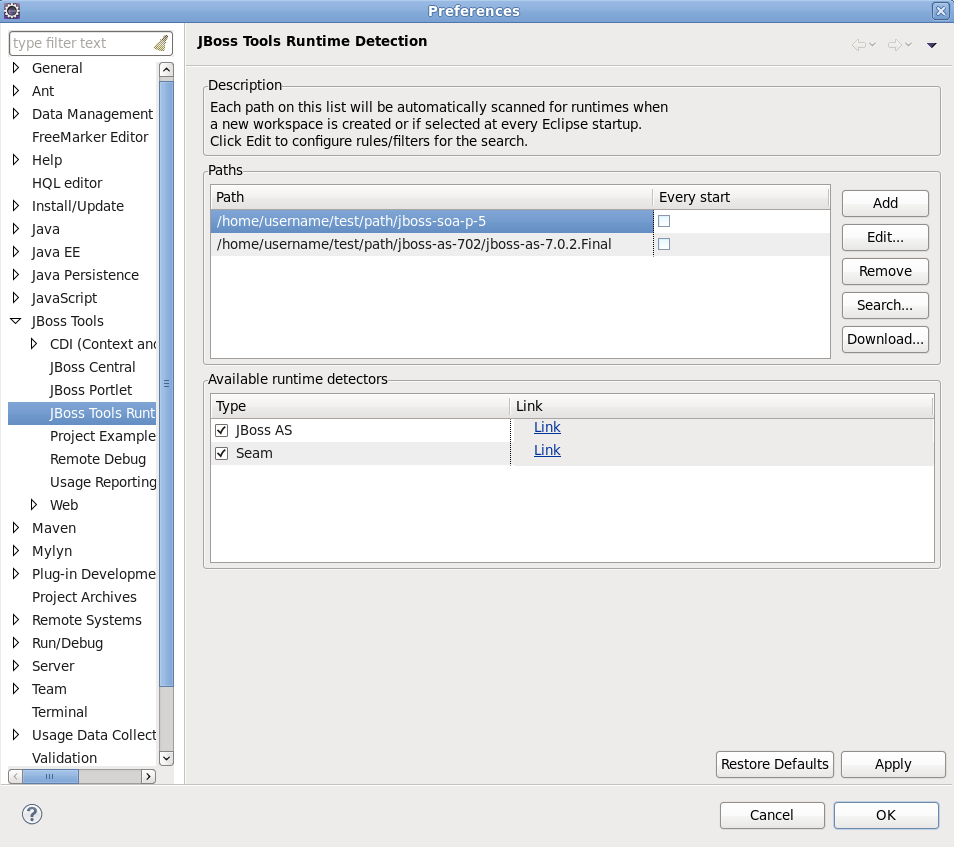 Preferences
type filter text
General
Ant
Data Management
FreeMarker Editor
Help
HQL editor
Install/Update
Java
Java EE
Java Persistence
JavaScript
JBoss Tools
CDI (Context and
JBoss Central
JBoss Portlet
JBoss Tools Runt
Project Example
Remote Debug
Usage Reporting
Web
Maven
Mylyn
Plug-in Developme
Project Archives
Remote Systems
Run/Debug
Server
Team
Terminal
Usage Data Collect
Validation
JBoss Tools Runtime Detection
Description
Each path on this list will be automatically scanned for runtimes when
a new workspace is created or if selected at every Eclipse startup.
Click Edit to configure rules/filters for the search.
Paths
Path Every start
/home/username/test/path/jboss-soa-p-5
/home/username/test/path/jboss-as-702/jboss-as-7.0.2.Final
Add
Edit...
Remove
Search...
Download...
Available runtime detectors
Type Link
JBoss AS Link
Seam Link
Restore Defaults Apply
Cancel OK